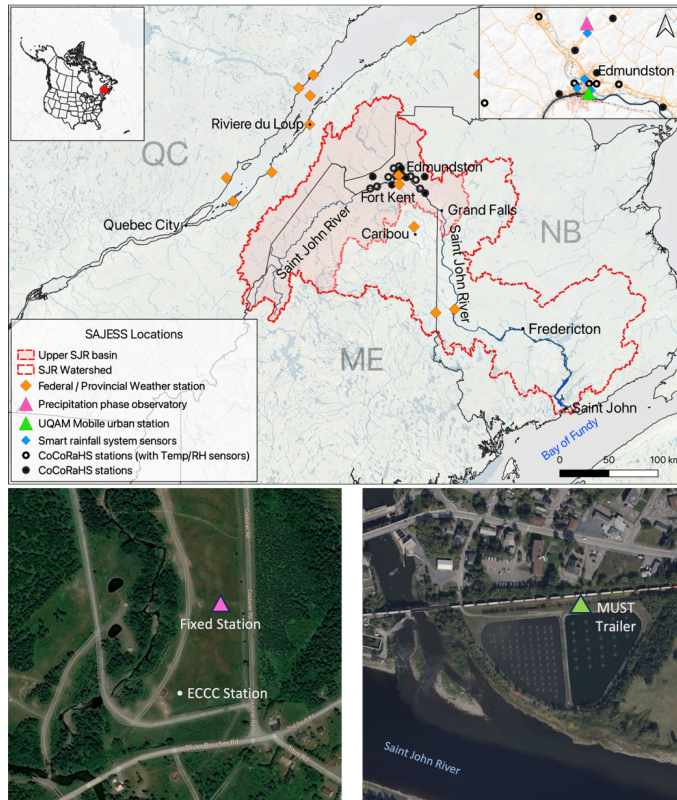 Edmundston
Riviere du Loup
QC
Edmundston
Fort Kent
Grand Falls
Quebec City
Saint John River
Caribou
Saint John River
NB
Fredericton
ME
Saint John
Bay of Fundy
SAJESS Locations
Upper SJR basin
SJR Watershed
Federal / Provincial Weather station
Precipitation phase observatory
UQAM Mobile urban station
Smart rainfall system sensors
CoCoRaHS stations (with Temp/RH sensors)
CoCoRaHS stations
0 50 100 km
Fixed Station
ECCC Station
MUST
Trailer
Saint John River